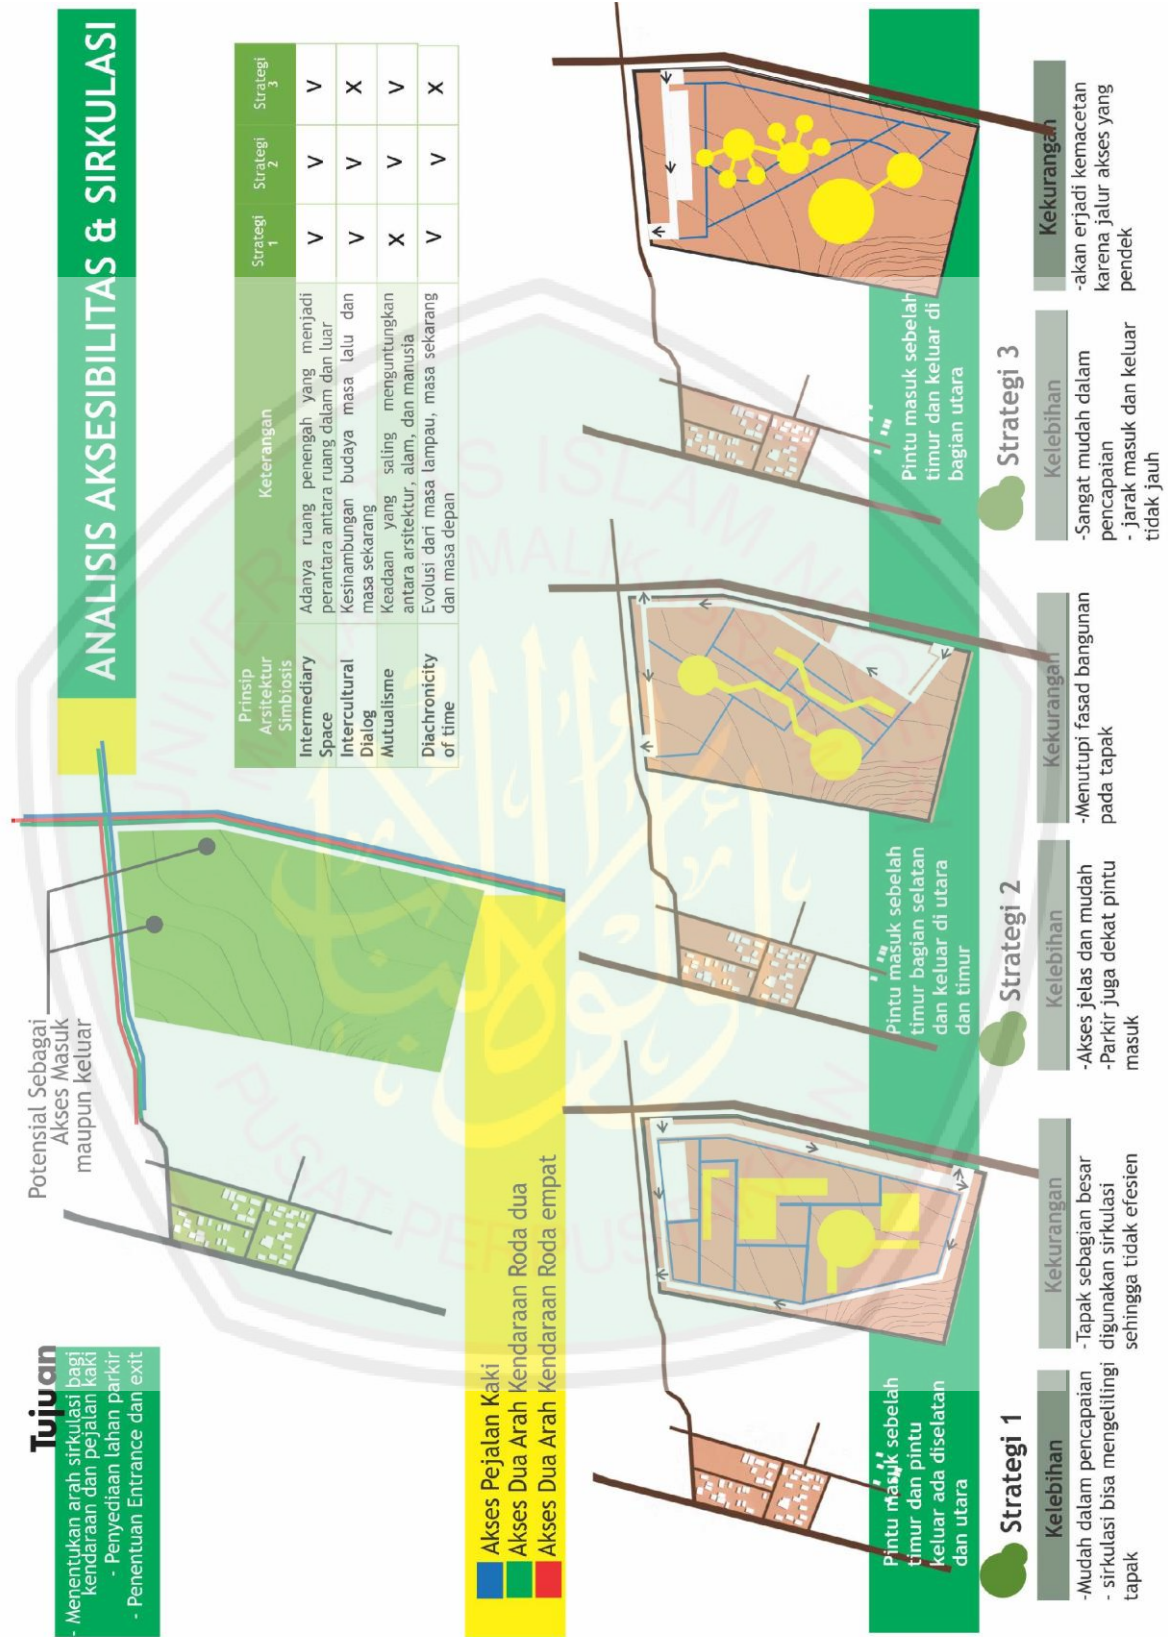 ANALISIS AKSESIBILITAS & SIRKULASI
Tujuan
- Menentukan arah sirkulasi bagi
kendaraan dan pejalan kaki
- Penyedian lahan parkir
- Penentuan Entrance dan exit
Potensial Sebagai
Akses Masuk
maupun keluar
Prinsip
Arsitektur
Simbiosis
Keterangan
Strategi
1
Strategi
2
Strategi
3
Intermediary
Space
Adanya ruang penengah yang menjadi
perantara antara ruang dalam dan luar
V V V
Intercultural
Dialog
Kesinambungan budaya masa lalu dan
masa sekarang
V V X
Mutualisme
Keadaan yang saling menguntungkan
antara arsitektur, alam, dan manusia
X V V
Diachronicity
of time
Evolusi dari masa lampau, masa sekarang
dan masa depan
V V X
Akses Pejalan Kaki
Akses Dua Arah Kendaraan Roda dua
Akses Dua Arah Kendaraan Roda empat
Pintu masuk sebelah
timur dan pintu
keluar ada diselatan
dan utara
Strategi 1
Kelebihan
-Mudah dalam pencapaian
- sirkulasi bisa mengelilingi
tapak
Kekurangan
-Tapak sebagian besar
digunakan sirkulasi
sehingga tidak efesien
Pintu masuk sebelah
timur bagian selatan
dan keluar di utara
dan timur
Strategi 2
Kelebihan
-Akses jelas dan mudah
-Parkir juga dekat pintu
masuk
Kekurangan
-Menutupi fasad bangunan
pada tapak
Pintu masuk sebelah
timur dan keluar di
bagian utara
Strategi 3
Kelebihan
-Sangat mudah dalam
pencapaian
- jarak masuk dan keluar
tidak jauh
Kekurangan
-akan erjadi kemacetan
karena jalur akses yang
pendek